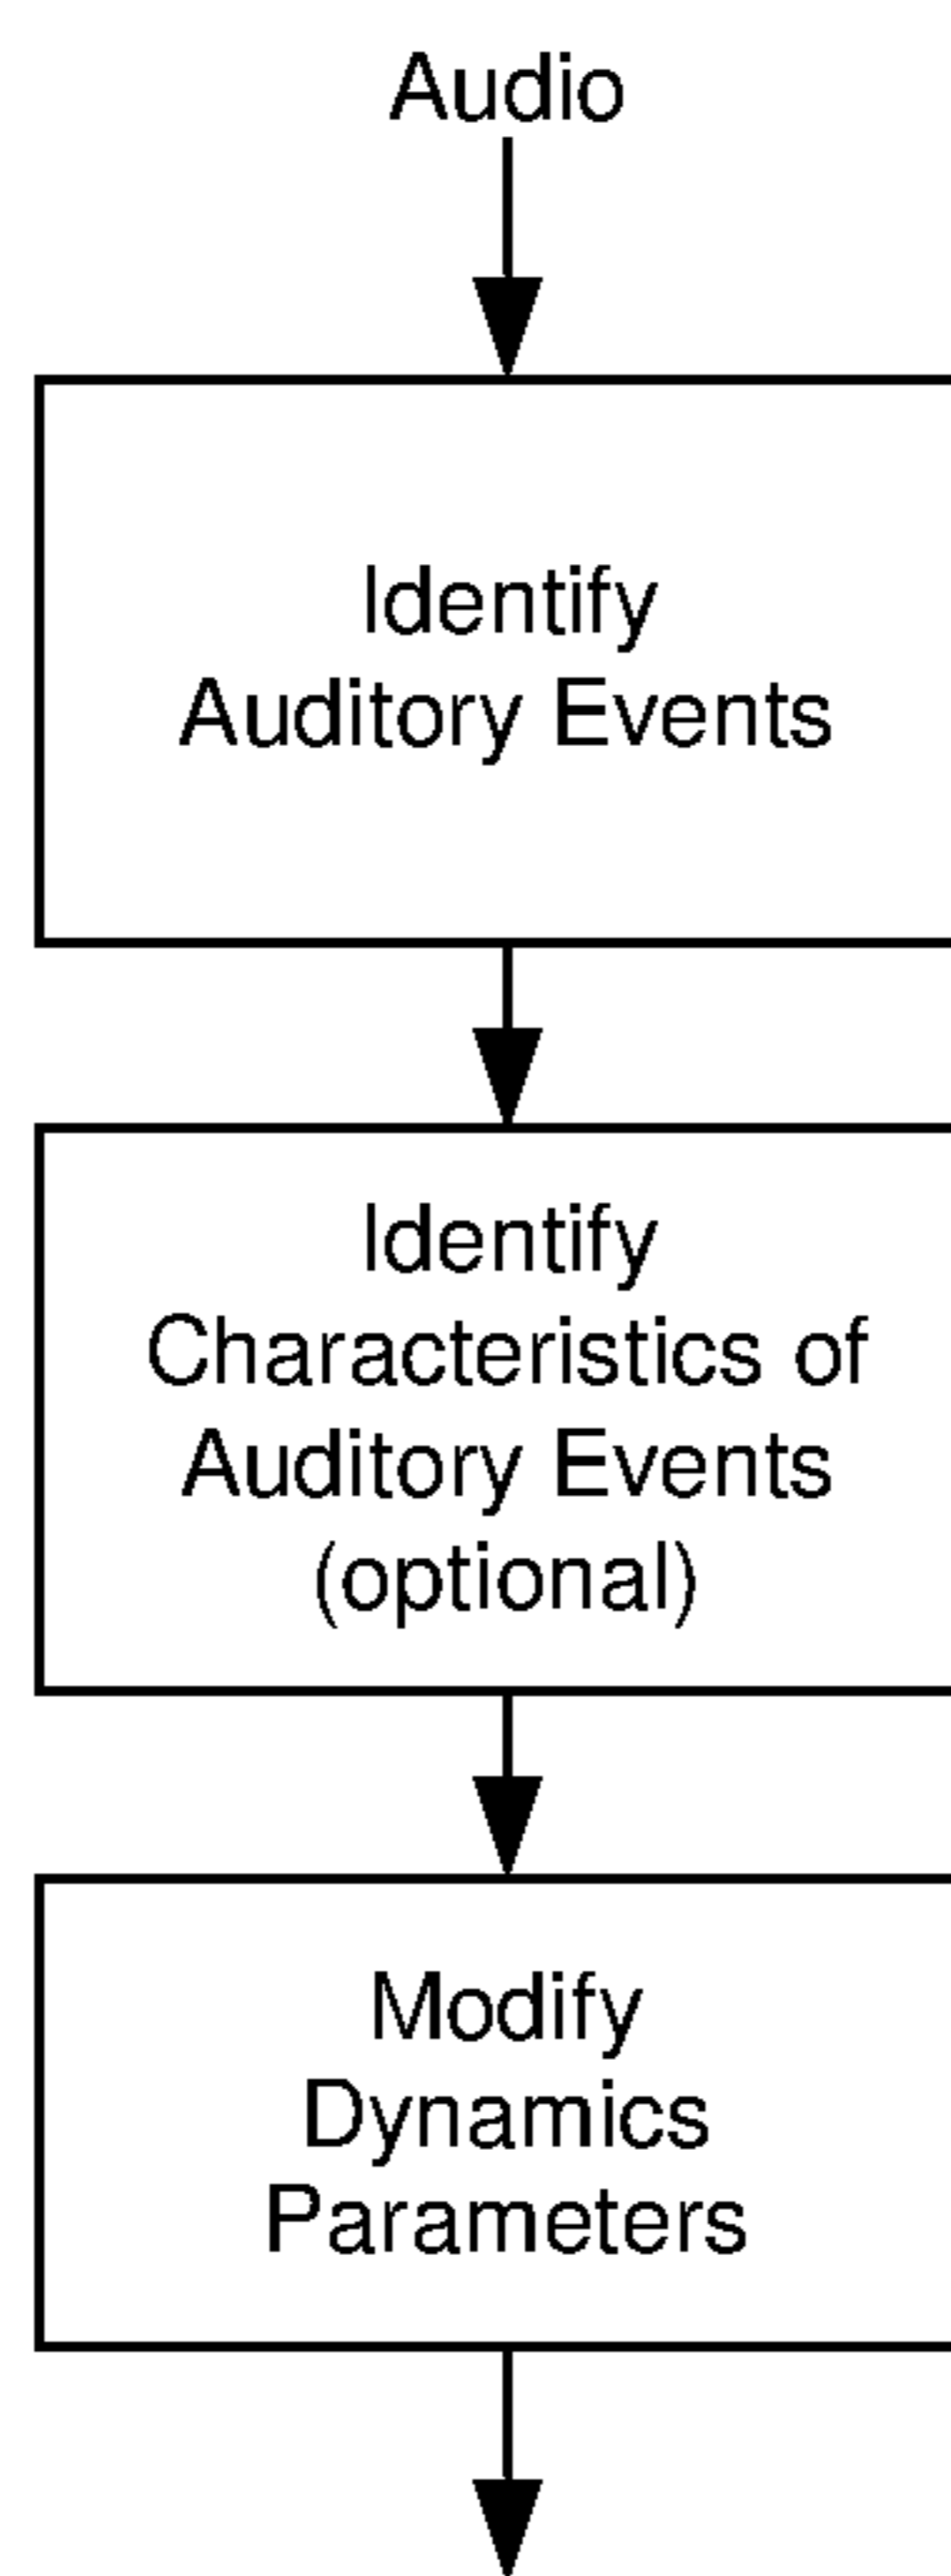 Audio
Identify
Auditory Events
Identify
Characteristics of
Auditory Events
(optional)
Modify
Dynamics
Parameters